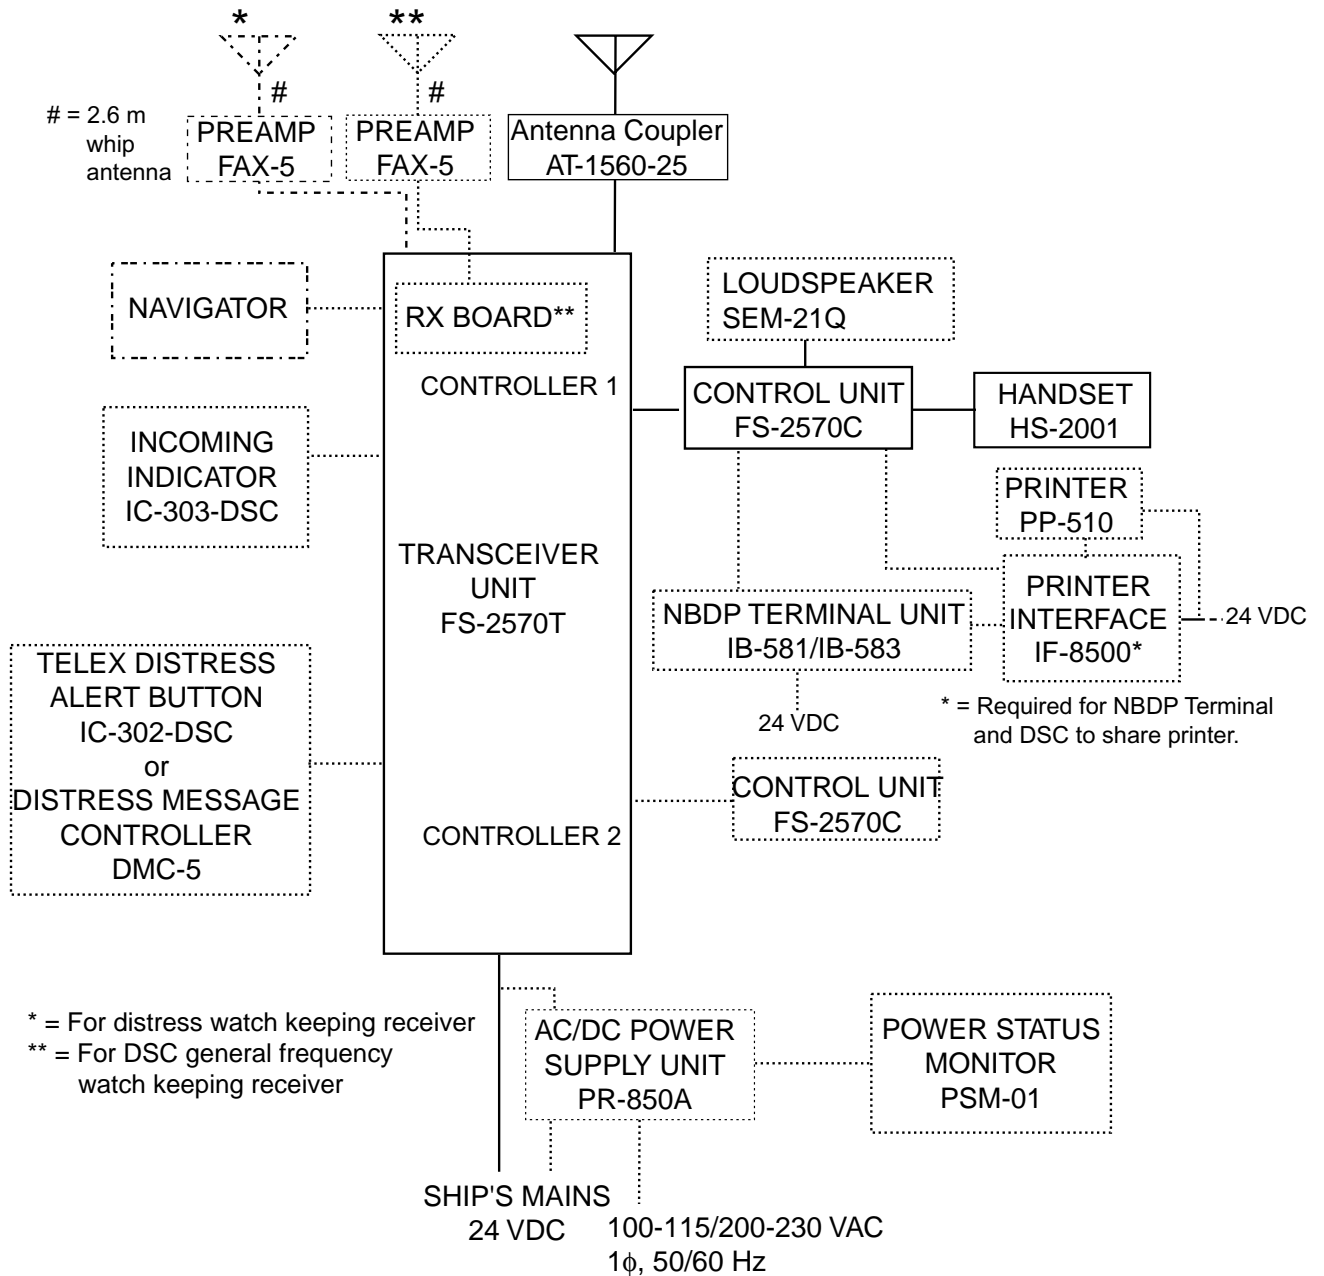 *
**
#
#
# = 2.6 m
whip
antenna
PREAMP
FAX-5
PREAMP
FAX-5
Antenna Coupler
AT-1560-25
NAVIGATOR
RX BOARD**
LOUDSPEAKER
SEM-21Q
CONTROLLER 1
CONTROL UNIT
FS-2570C
HANDSET
HS-2001
INCOMING
INDICATOR
IC-303-DSC
PRINTER
PP-510
TRANSCEIVER
UNIT
FS-2570T
NBDP TERMINAL UNIT
IB-581/IB-583
PRINTER
INTERFACE
IF-8500*
24 VDC
24 VDC
* = Required for NBDP Terminal
and DSC to share printer.
TELEX DISTRESS
ALERT BUTTON
IC-302-DSC
or
DISTRESS MESSAGE
CONTROLLER
DMC-5
CONTROL UNIT
FS-2570C
CONTROLLER 2
* = For distress watch keeping receiver
** = For DSC general frequency
watch keeping receiver
AC/DC POWER
SUPPLY UNIT
PR-850A
POWER STATUS
MONITOR
PSM-01
SHIP'S MAINS
24 VDC
100-115/200-230 VAC
1ϕ, 50/60 Hz